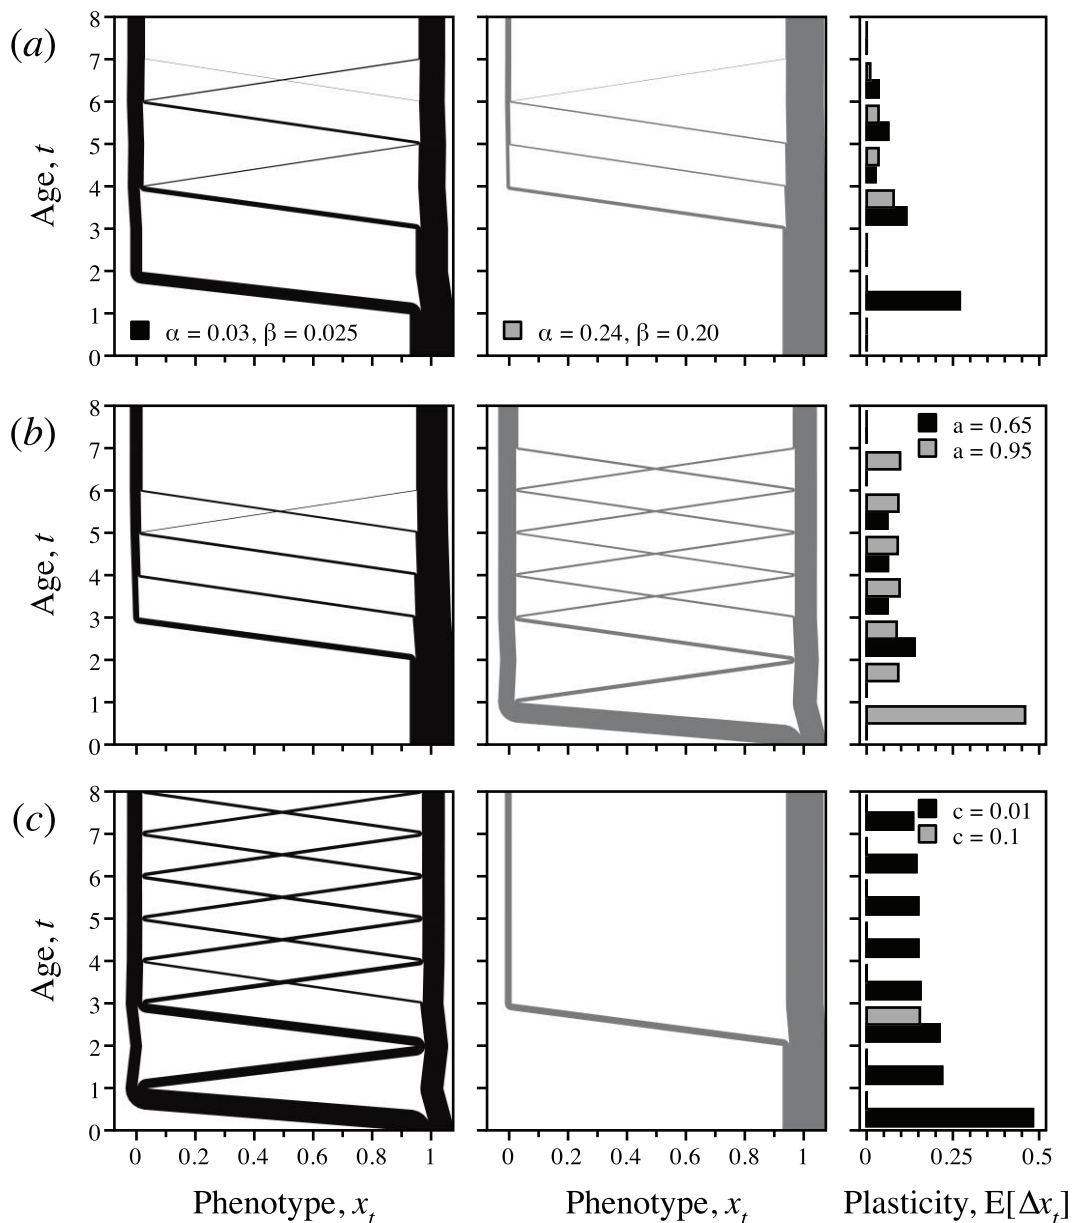 (a)
8
7
6
5
4
3
2
1
0
Age, t
α = 0.03, β = 0.025
α = 0.24, β = 0.20
(b)
8
7
6
5
4
3
2
1
0
Age, t
a = 0.65
a = 0.95
(c)
8
7
6
5
4
3
2
1
0
Age, t
c = 0.01
c = 0.1
0 0.2 0.4 0.6 0.8 1
0 0.2 0.4 0.6 0.8 1
0 0.25 0.5
Phenotype, xₜ
Phenotype, xₜ
Plasticity, E[Δxₜ]